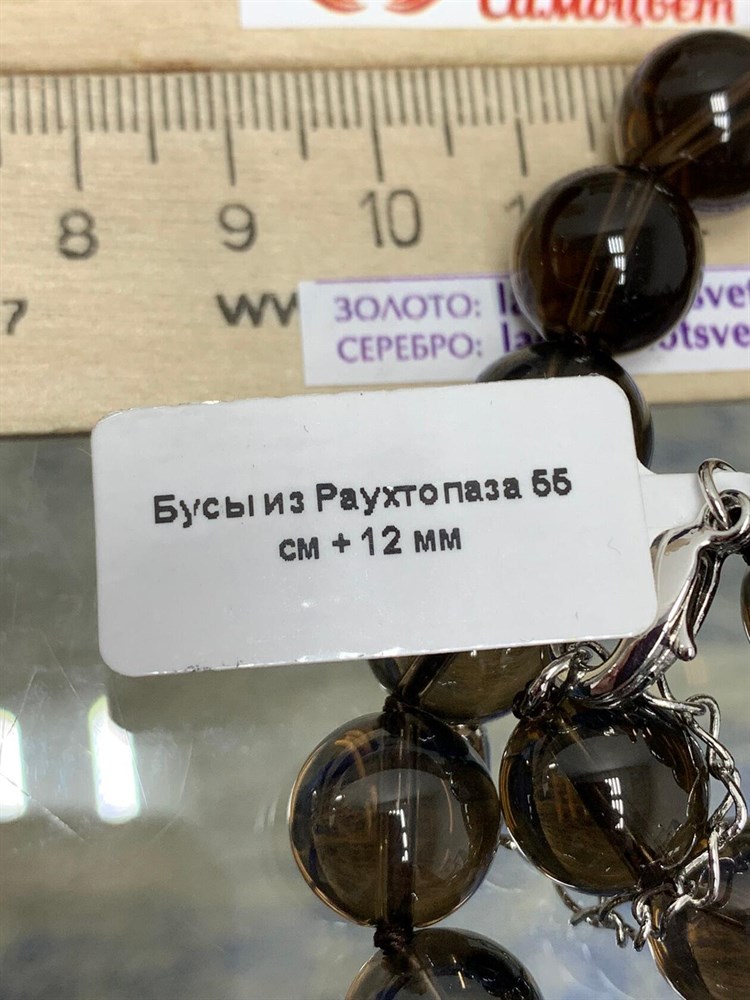 Самоцвет
8 9 10
7
ЗОЛОТО:
СЕРЕБРО:
Бусы из Раухтопаза 55
см + 12 мм